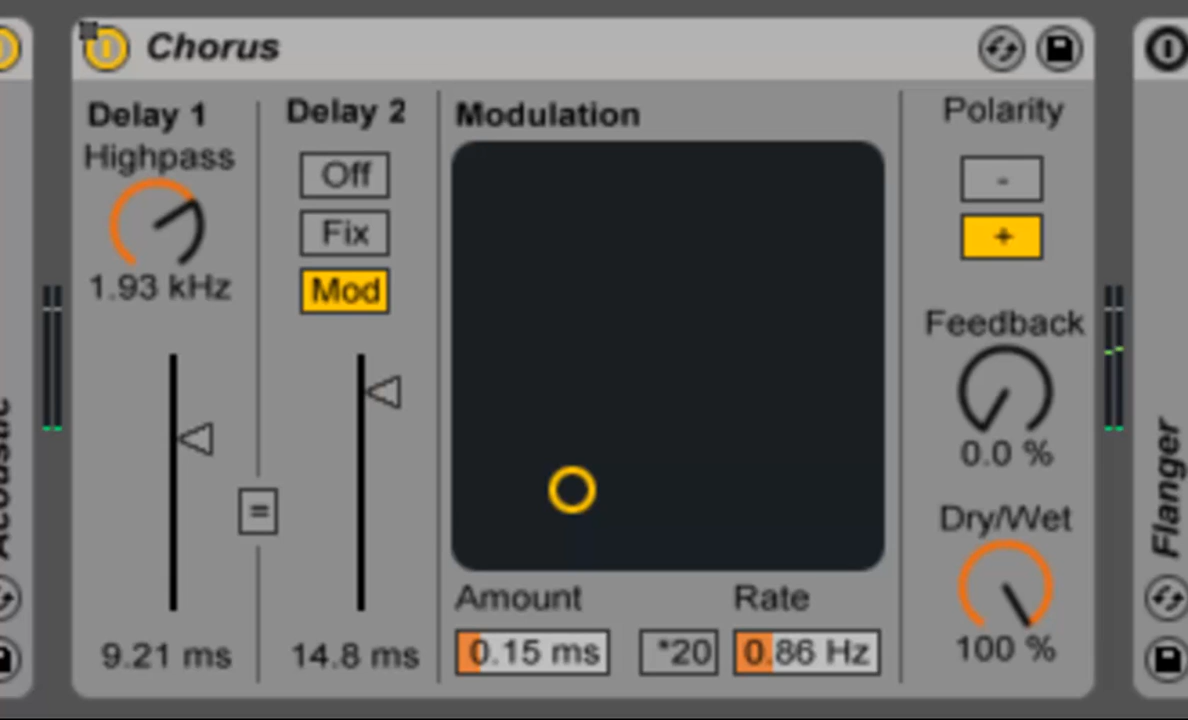 Chorus
Delay 1
Highpass
1.93 kHz
9.21 ms
=
Delay 2
Off
Fix
Mod
14.8 ms
Modulation
Amount
0.15 ms
*20
Rate
0.86 Hz
Polarity
-
+
Feedback
0.0 %
Dry/Wet
100 %
Acoustic
Flanger